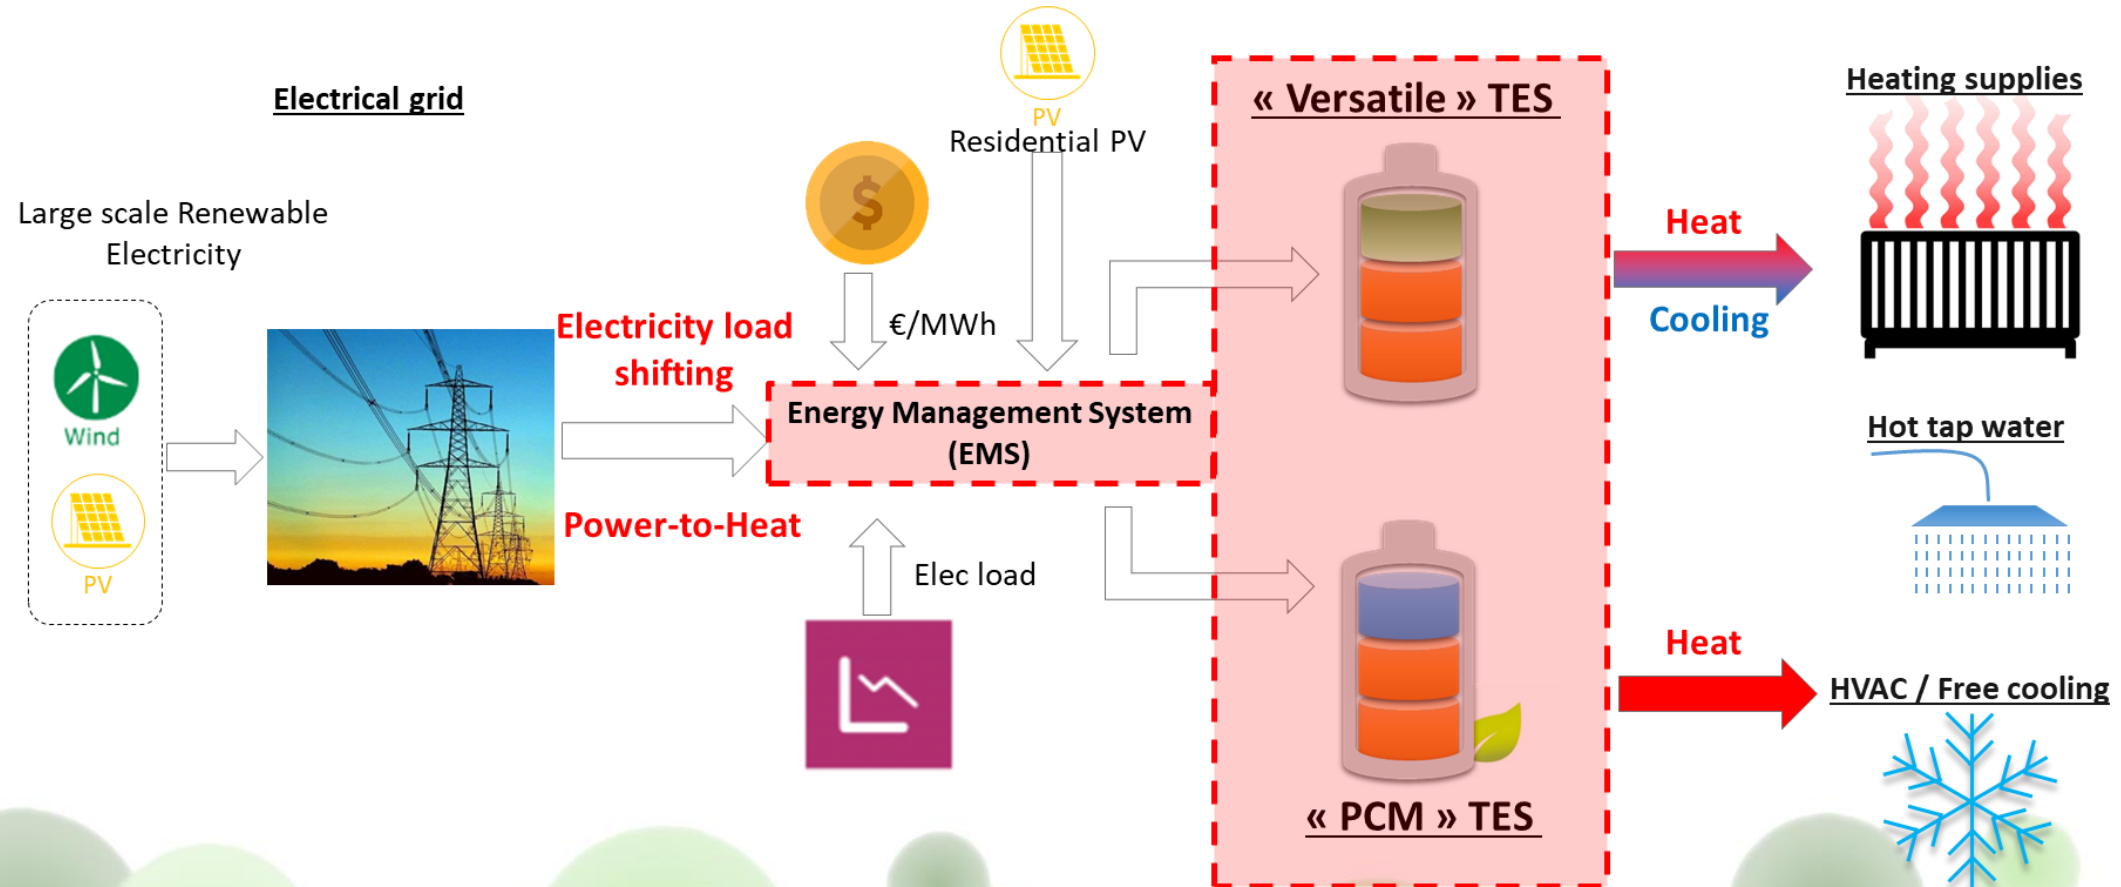 Electrical grid
Large scale Renewable
Electricity
Wind
PV
Electricity load
shifting
Power-to-Heat
$
€/MWh
PV
Residential PV
Energy Management System
(EMS)
Elec load
« Versatile » TES
« PCM » TES
Heat
Cooling
Heat
Heating supplies
Hot tap water
HVAC / Free cooling